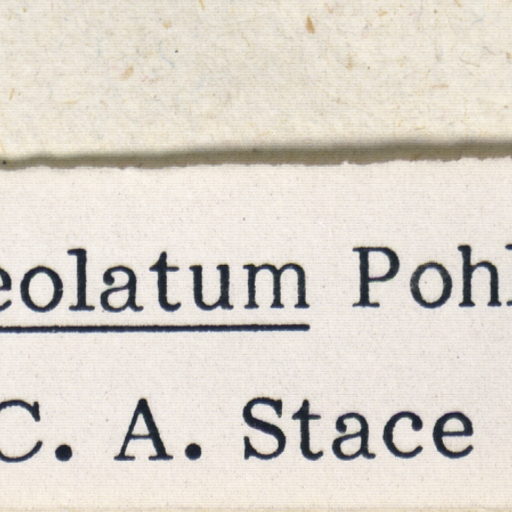 eolatum Pohl
C. A. Stace